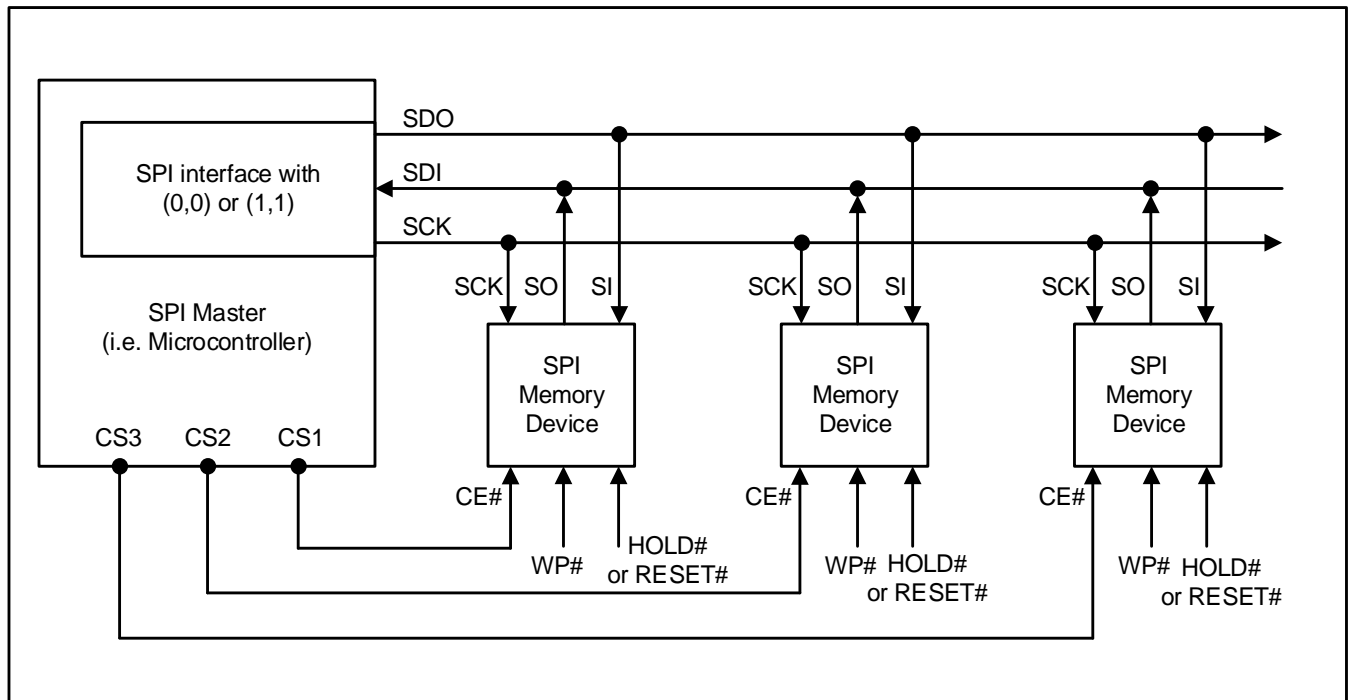 SDO
SPI interface with
(0,0) or (1,1)
SDI
SCK
SCK SO SI
SCK SO SI
SCK SO SI
SPI Master
(i.e. Microcontroller)
SPI
Memory
Device
SPI
Memory
Device
SPI
Memory
Device
CS3 CS2 CS1
CE#
WP#
HOLD#
or RESET#
CE#
WP#
HOLD#
or RESET#
CE#
WP#
HOLD#
or RESET#